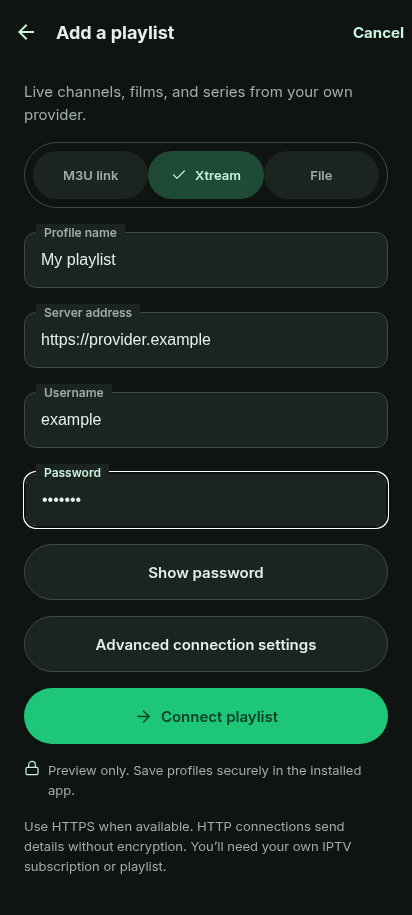 Add a playlist
Cancel
Live channels, films, and series from your own
provider.
M3U link
Xtream
File
Profile name
My playlist
Server address
https://provider.example
Username
example
Password
•••••••
Show password
Advanced connection settings
Connect playlist
Preview only. Save profiles securely in the installed
app.
Use HTTPS when available. HTTP connections send
details without encryption. You’ll need your own IPTV
subscription or playlist.